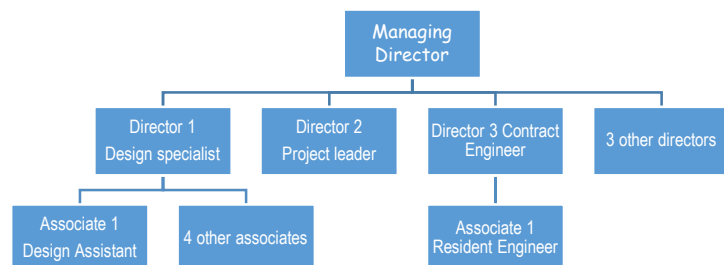 Managing
Director
Director 1
Design specialist
Director 2
Project leader
Director 3 Contract
Engineer
3 other directors
Associate 1
Design Assistant
4 other associates
Associate 1
Resident Engineer